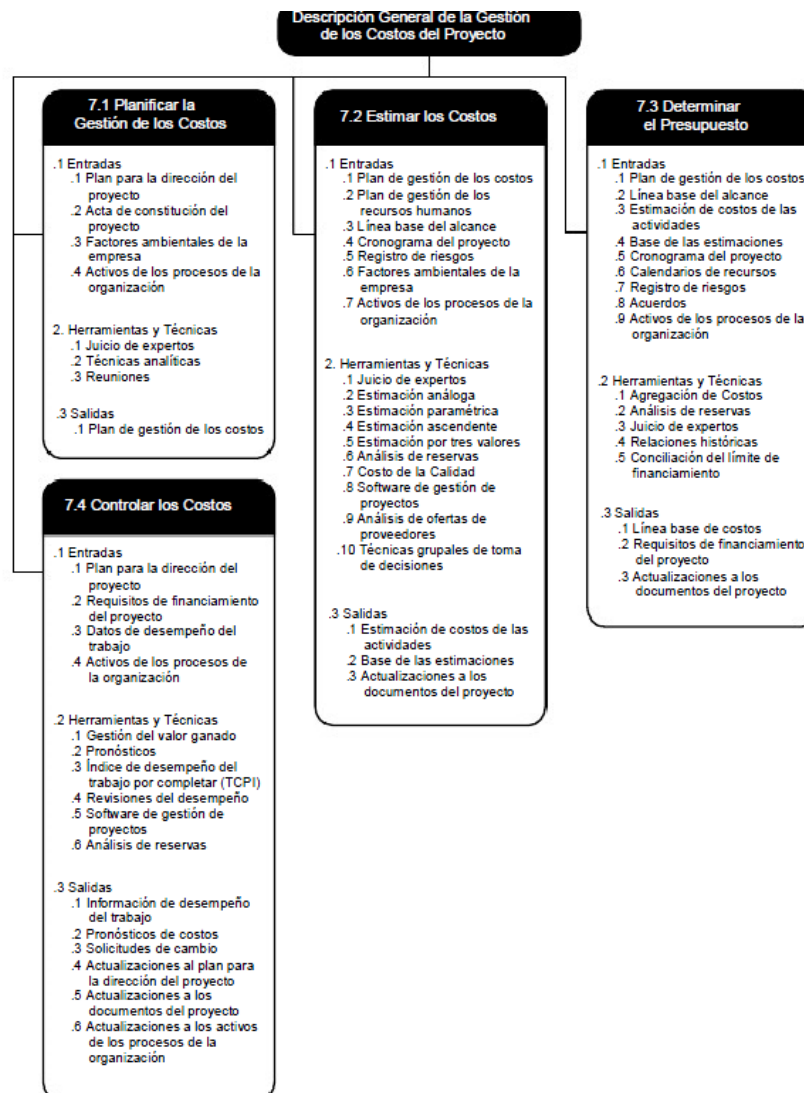 Descripción General de la Gestión
de los Costos del Proyecto
7.1 Planificar la
Gestión de los Costos
.1 Entradas
.1 Plan para la dirección del
proyecto
.2 Acta de constitución del
proyecto
.3 Factores ambientales de la
empresa
.4 Activos de los procesos de la
organización
2. Herramientas y Técnicas
.1 Juicio de expertos
.2 Técnicas analíticas
.3 Reuniones
.3 Salidas
.1 Plan de gestión de los costos
7.2 Estimar los Costos
.1 Entradas
.1 Plan de gestión de los costos
.2 Plan de gestión de los
recursos humanos
.3 Línea base del alcance
.4 Cronograma del proyecto
.5 Registro de riesgos
.6 Factores ambientales de la
empresa
.7 Activos de los procesos de la
organización
2. Herramientas y Técnicas
.1 Juicio de expertos
.2 Estimación análoga
.3 Estimación paramétrica
.4 Estimación ascendente
.5 Estimación por tres valores
.6 Análisis de reservas
.7 Costo de la Calidad
.8 Software de gestión de
proyectos
.9 Análisis de ofertas de
proveedores
.10 Técnicas grupales de toma
de decisiones
.3 Salidas
.1 Estimación de costos de las
actividades
.2 Base de las estimaciones
.3 Actualizaciones a los
documentos del proyecto
7.3 Determinar
el Presupuesto
.1 Entradas
.1 Plan de gestión de los costos
.2 Línea base del alcance
.3 Estimación de costos de las
actividades
.4 Base de las estimaciones
.5 Cronograma del proyecto
.6 Calendarios de recursos
.7 Registro de riesgos
.8 Acuerdos
.9 Activos de los procesos de la
organización
.2 Herramientas y Técnicas
.1 Agregación de Costos
.2 Análisis de reservas
.3 Juicio de expertos
.4 Relaciones históricas
.5 Conciliación del límite de
financiamiento
.3 Salidas
.1 Línea base de costos
.2 Requisitos de financiamiento
del proyecto
.3 Actualizaciones a los
documentos del proyecto
7.4 Controlar los Costos
.1 Entradas
.1 Plan para la dirección del
proyecto
.2 Requisitos de financiamiento
del proyecto
.3 Datos de desempeño del
trabajo
.4 Activos de los procesos de
la organización
.2 Herramientas y Técnicas
.1 Gestión del valor ganado
.2 Pronósticos
.3 Índice de desempeño del
trabajo por completar (TCPI)
.4 Revisiones del desempeño
.5 Software de gestión de
proyectos
.6 Análisis de reservas
.3 Salidas
.1 Información de desempeño
del trabajo
.2 Pronósticos de costos
.3 Solicitudes de cambio
.4 Actualizaciones al plan para
la dirección del proyecto
.5 Actualizaciones a los
documentos del proyecto
.6 Actualizaciones a los activos
de los procesos de la
organización